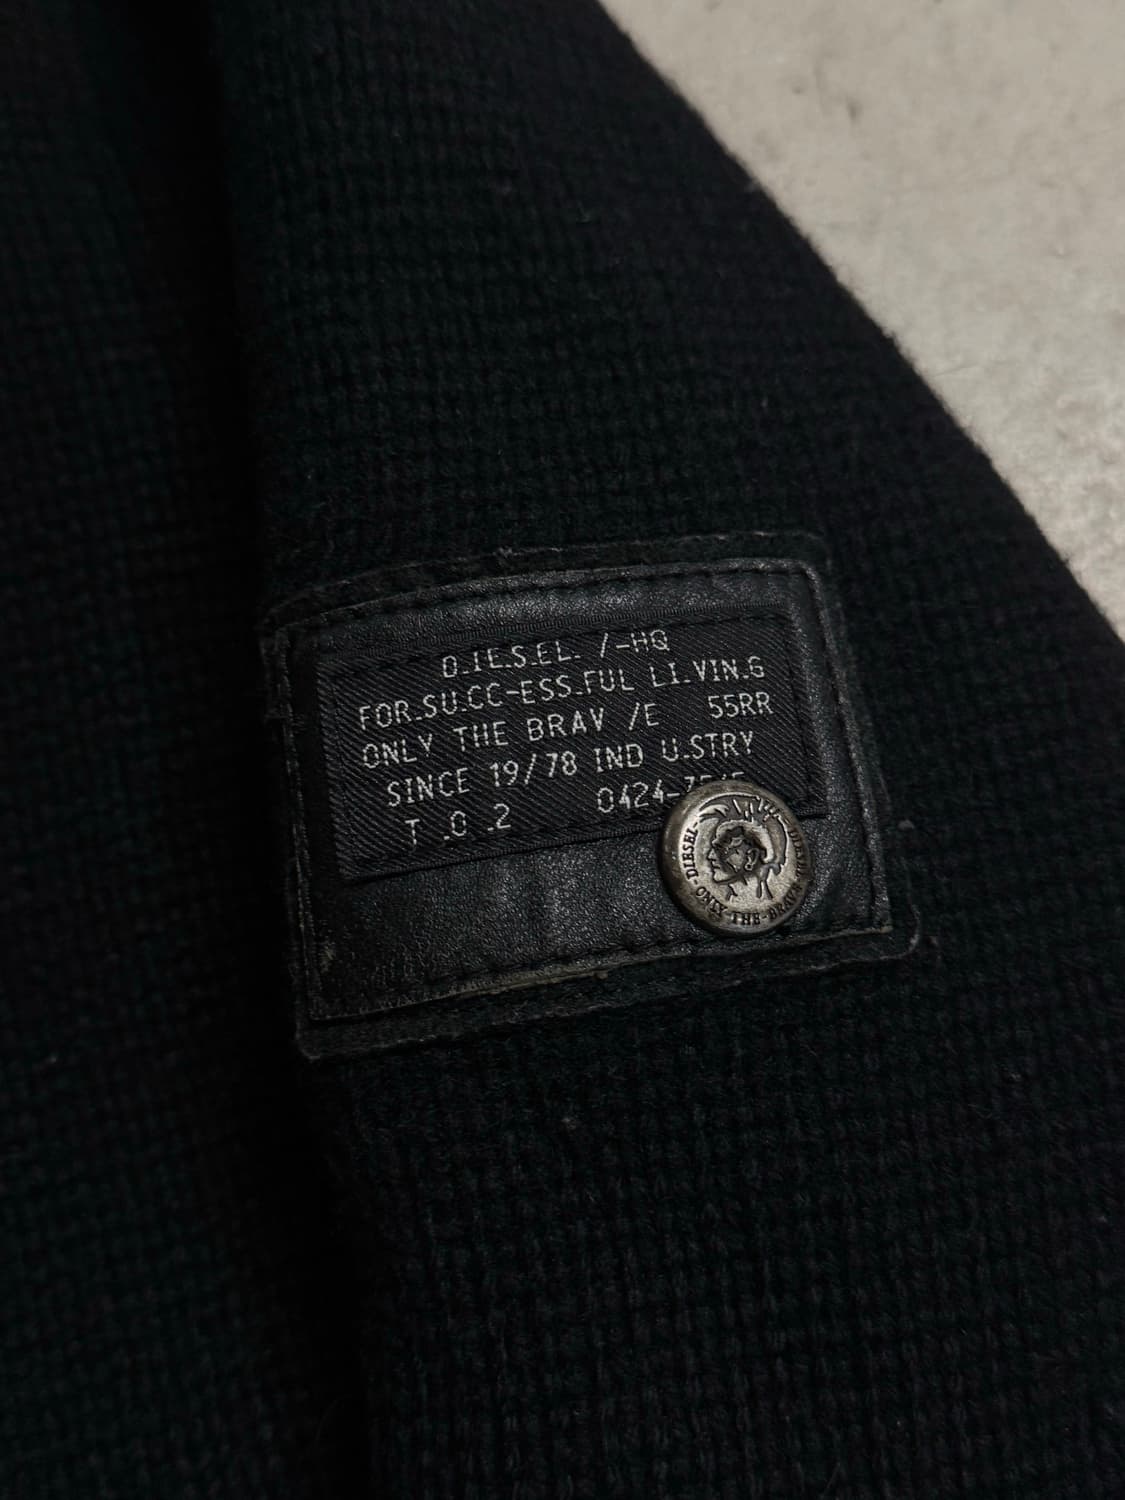 D.IE.S.EL. /-HQ
FOR.SU.CC-ESS.FUL LI.VIN.G
ONLY THE BRAV /E 55RR
SINCE 19/78 IND U.STRY
T .0 .2 0424-
DIESEL
-ONLY-THE-BRAVE-